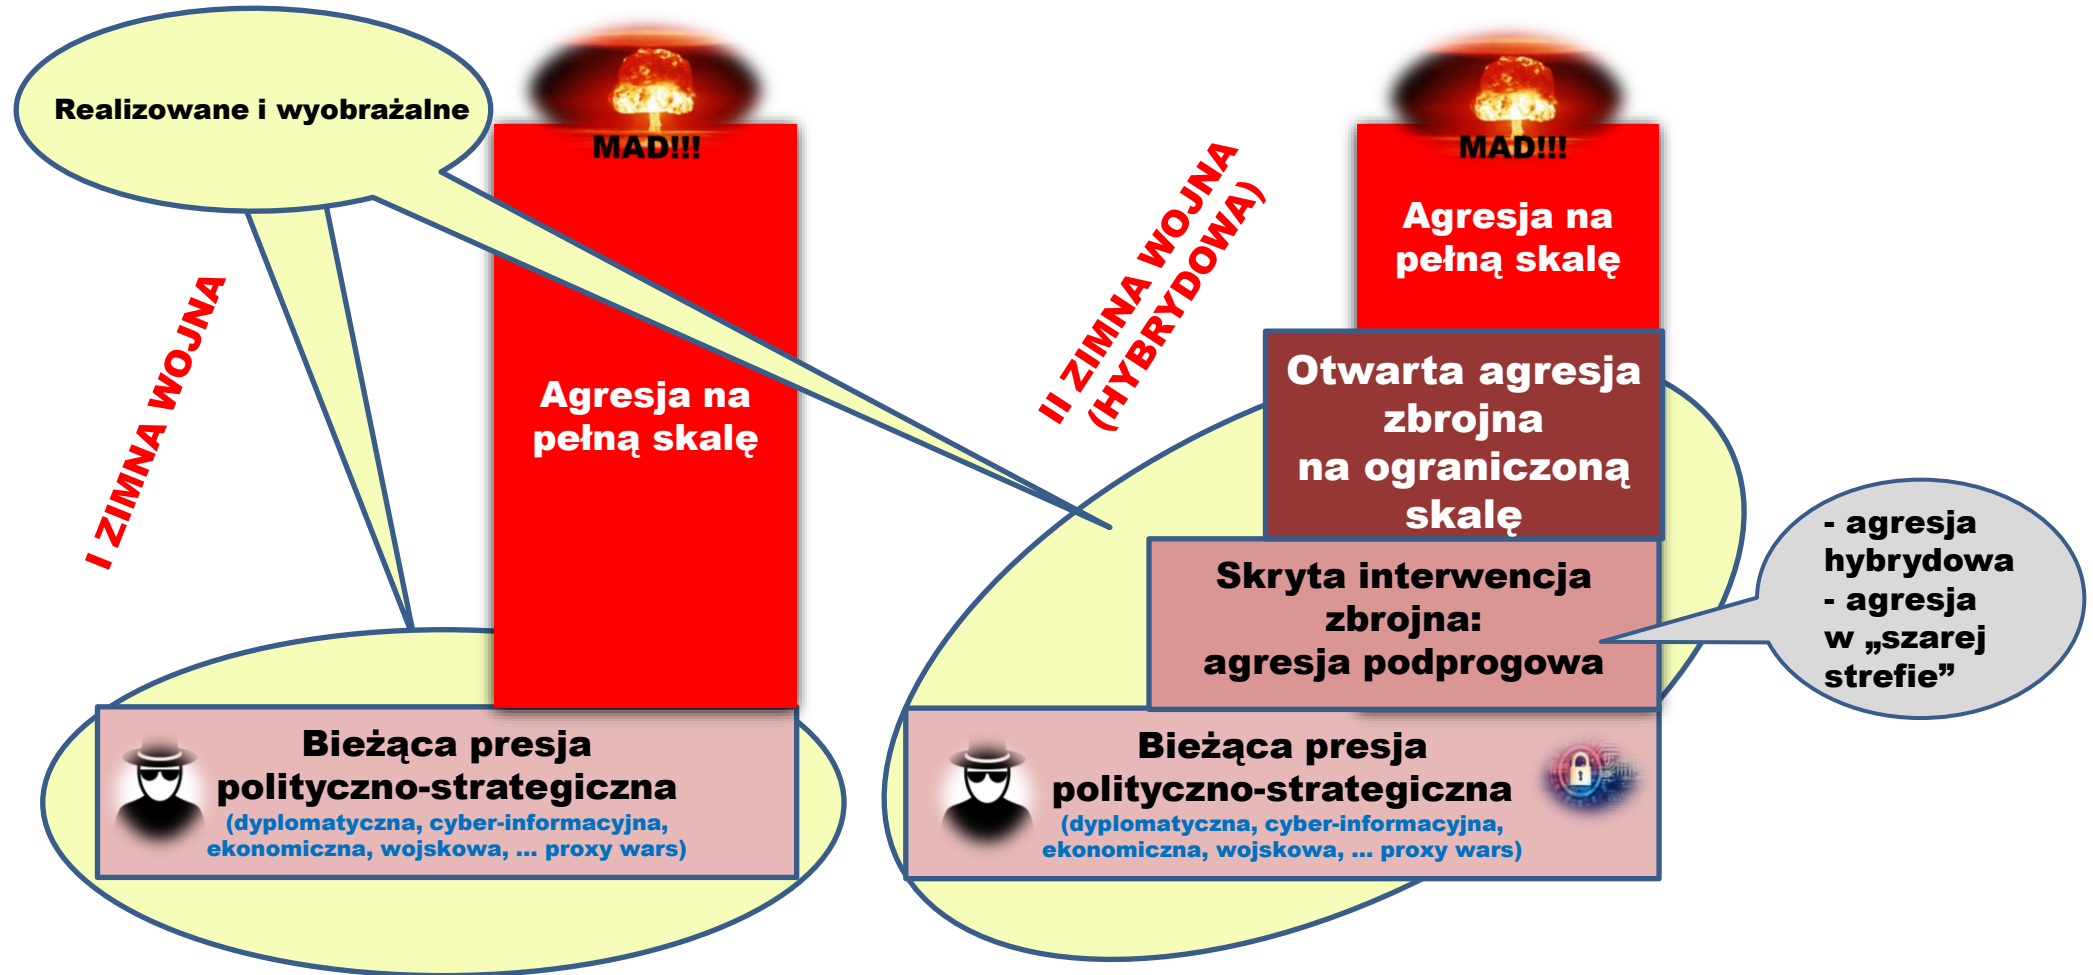 Realizowane i wyobrażalne
I ZIMNA WOJNA
MAD!!!
Agresja na
pełną skalę
Bieżąca presja
polityczno-strategiczna
(dyplomatyczna, cyber-informacyjna,
ekonomiczna, wojskowa, ... proxy wars)
II ZIMNA WOJNA
(HYBRYDOWA)
MAD!!!
Agresja na
pełną skalę
Otwarta agresja
zbrojna
na ograniczoną
skalę
Skryta interwencja
zbrojna:
agresja podprogowa
Bieżąca presja
polityczno-strategiczna
(dyplomatyczna, cyber-informacyjna,
ekonomiczna, wojskowa, ... proxy wars)
- agresja
hybrydowa
- agresja
w „szarej
strefie”